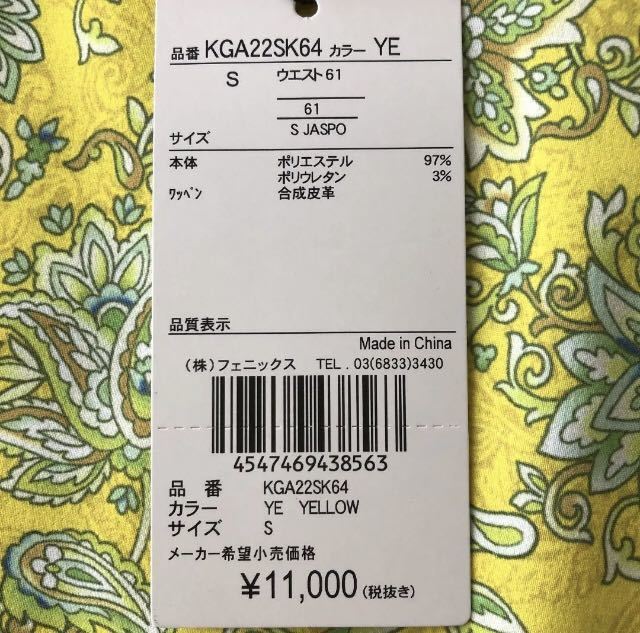 品番 KGA22SK64 カラー YE
S ウエスト61
61
サイズ S JASPO
本体 ポリエステル 97%
ポリウレタン 3%
ﾜｯﾍﾟﾝ 合成皮革
品質表示
Made in China
(株)フェニックス TEL . 03(6833)3430
4547469438563
品 番 KGA22SK64
カラー YE YELLOW
サイズ S
メーカー希望小売価格
¥11,000(税抜き)